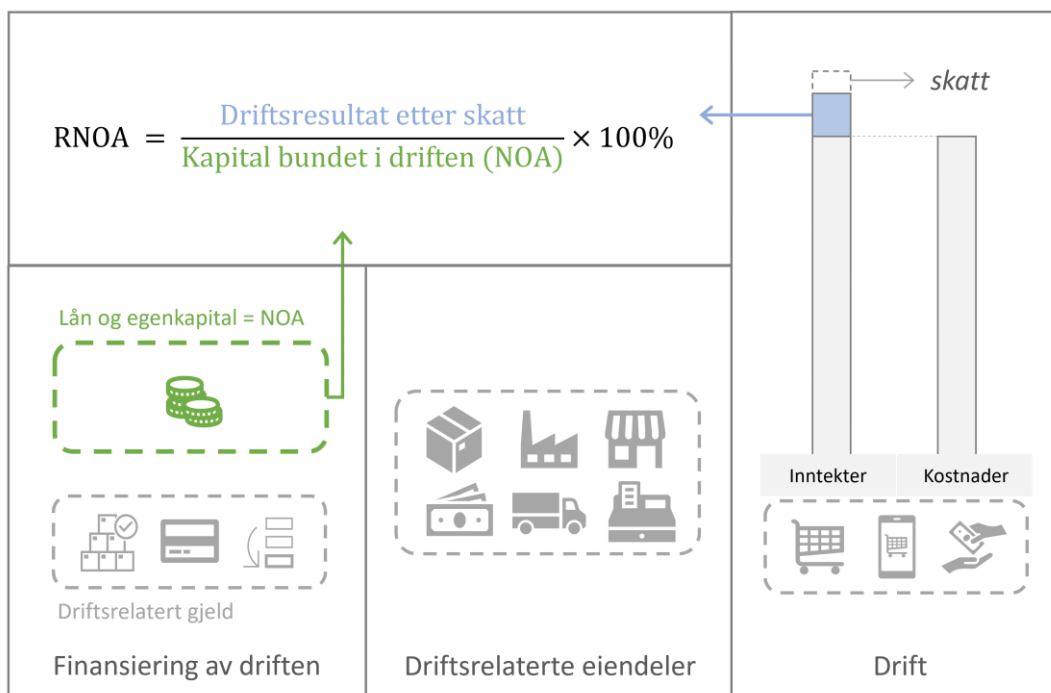 RNOA = Driftsresultat etter skatt / Kapital bundet i driften (NOA) × 100%
skatt
Lån og egenkapital = NOA
Driftsrelatert gjeld
Finansiering av driften
Driftsrelaterte eiendeler
Inntekter
Kostnader
Drift